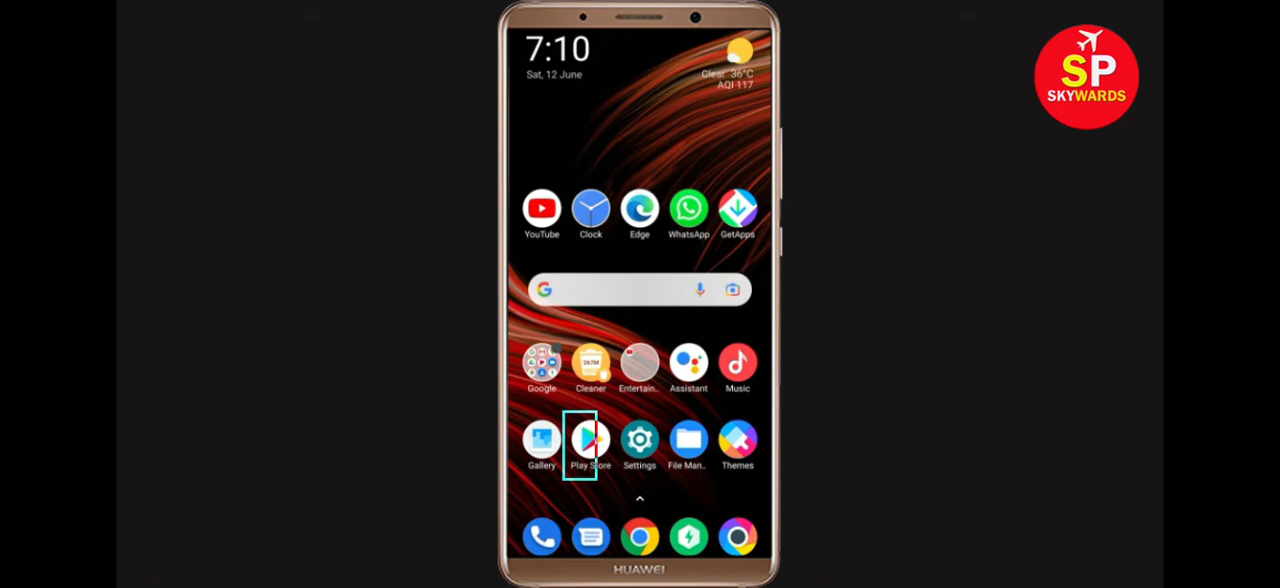 7:10
Sat, 12 June
Clear 36°C
AQI 117
SP
SKYWARDS
YouTube Clock Edge WhatsApp GetApps
G
Google Cleaner Entertain.. Assistant Music
267M
Gallery Play Store Settings File Man.. Themes
HUAWEI